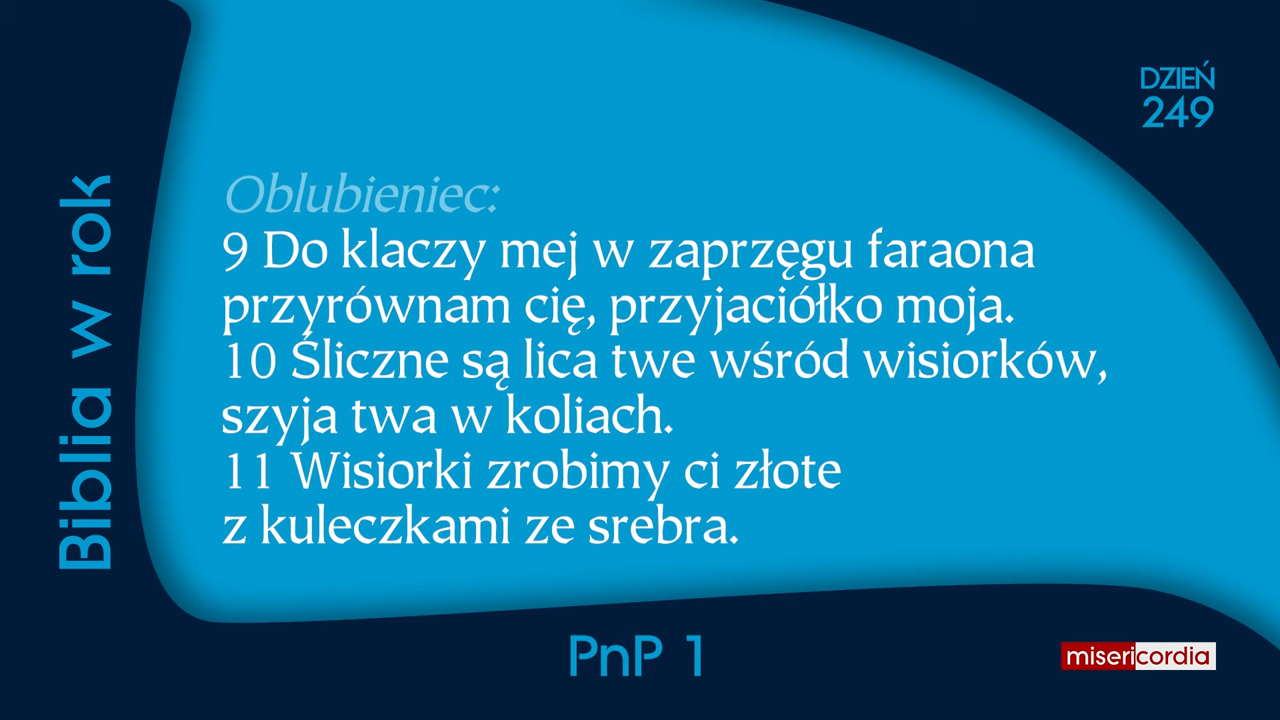 DZIEŃ
249
Biblia w rok
Oblubieniec:
9 Do klaczy mej w zaprzęgu faraona
przyrównam cię, przyjaciółko moja.
10 Śliczne są lica twe wśród wisiorków,
szyja twa w koliach.
11 Wisiorki zrobimy ci złote
z kuleczkami ze srebra.
PnP 1
misericordia